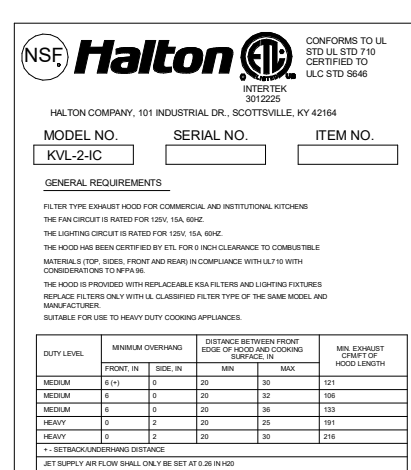 NSF
Halton
ETL
LISTED
INTERTEK
3012225
CONFORMS TO UL
STD UL STD 710
CERTIFIED TO
ULC STD S646
HALTON COMPANY, 101 INDUSTRIAL DR., SCOTTSVILLE, KY 42164
MODEL NO. SERIAL NO. ITEM NO.
KVL-2-IC
GENERAL REQUIREMENTS
FILTER TYPE EXHAUST HOOD FOR COMMERCIAL AND INSTITUTIONAL KITCHENS
THE FAN CIRCUIT IS RATED FOR 125V, 15A, 60HZ.
THE LIGHTING CIRCUIT IS RATED FOR 125V, 15A, 60HZ.
THE HOOD HAS BEEN CERTIFIED BY ETL FOR 0 INCH CLEARANCE TO COMBUSTIBLE
MATERIALS (TOP, SIDES, FRONT AND REAR) IN COMPLIANCE WITH UL710 WITH
CONSIDERATIONS TO NFPA 96.
THE HOOD IS PROVIDED WITH REPLACEABLE KSA FILTERS AND LIGHTING FIXTURES
REPLACE FILTERS ONLY WITH UL CLASSIFIED FILTER TYPE OF THE SAME MODEL AND
MANUFACTURER.
SUITABLE FOR USE TO HEAVY DUTY COOKING APPLIANCES.
DUTY LEVEL MINIMUM OVERHANG DISTANCE BETWEEN FRONT EDGE OF HOOD AND COOKING SURFACE, IN MIN. EXHAUST CFM/FT OF HOOD LENGTH
FRONT, IN SIDE, IN MIN MAX
MEDIUM 6 (+) 0 20 30 121
MEDIUM 6 0 20 32 106
MEDIUM 6 0 20 36 133
HEAVY 0 2 20 25 191
HEAVY 0 2 20 30 216
+ - SETBACK/UNDERHANG DISTANCE
JET SUPPLY AIR FLOW SHALL ONLY BE SET AT 0.26 IN H20